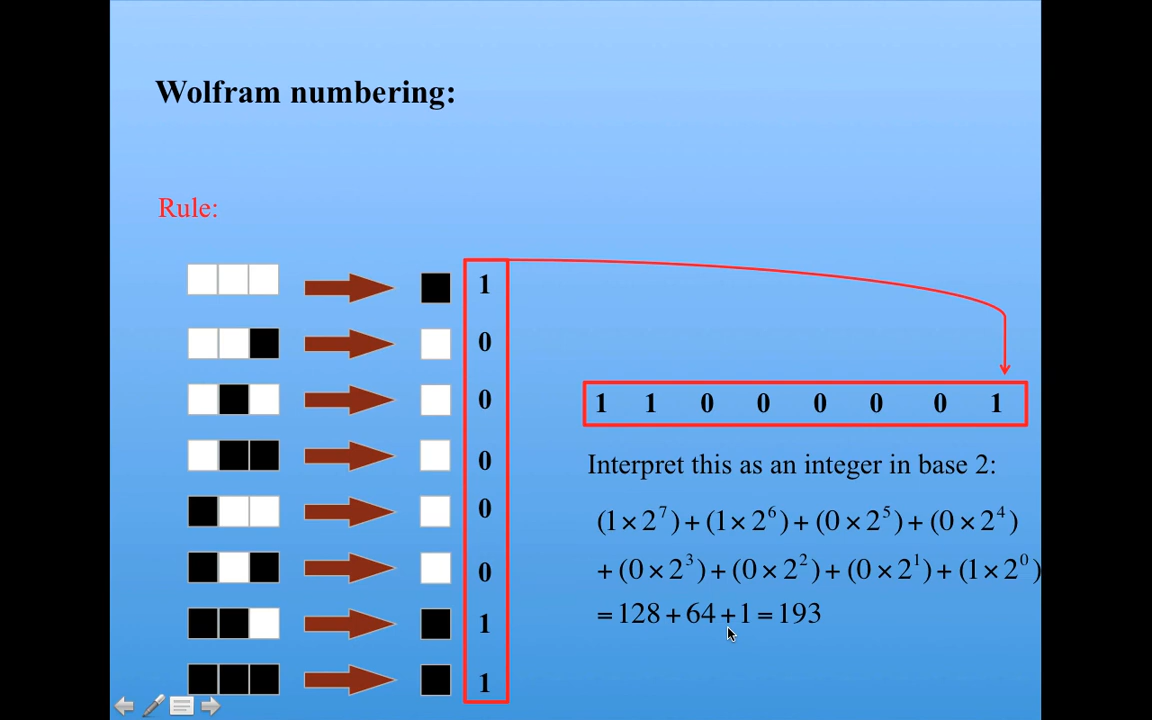 Wolfram numbering:
Rule:
1
0
0
0
0
0
1
1
1 1 0 0 0 0 0 1
Interpret this as an integer in base 2:
(1×2⁷)+(1×2⁶)+(0×2⁵)+(0×2⁴)
+(0×2³)+(0×2²)+(0×2¹)+(1×2⁰)
=128+64+1=193